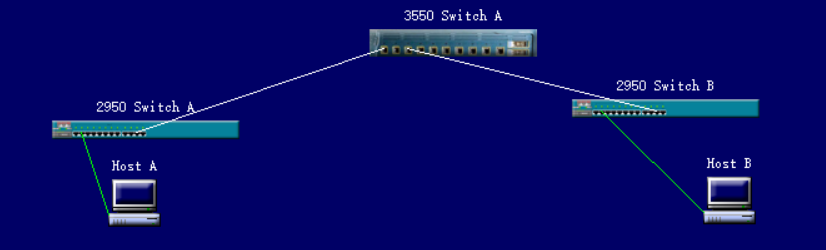 3550 Switch A
2950 Switch A
2950 Switch B
Host A
Host B